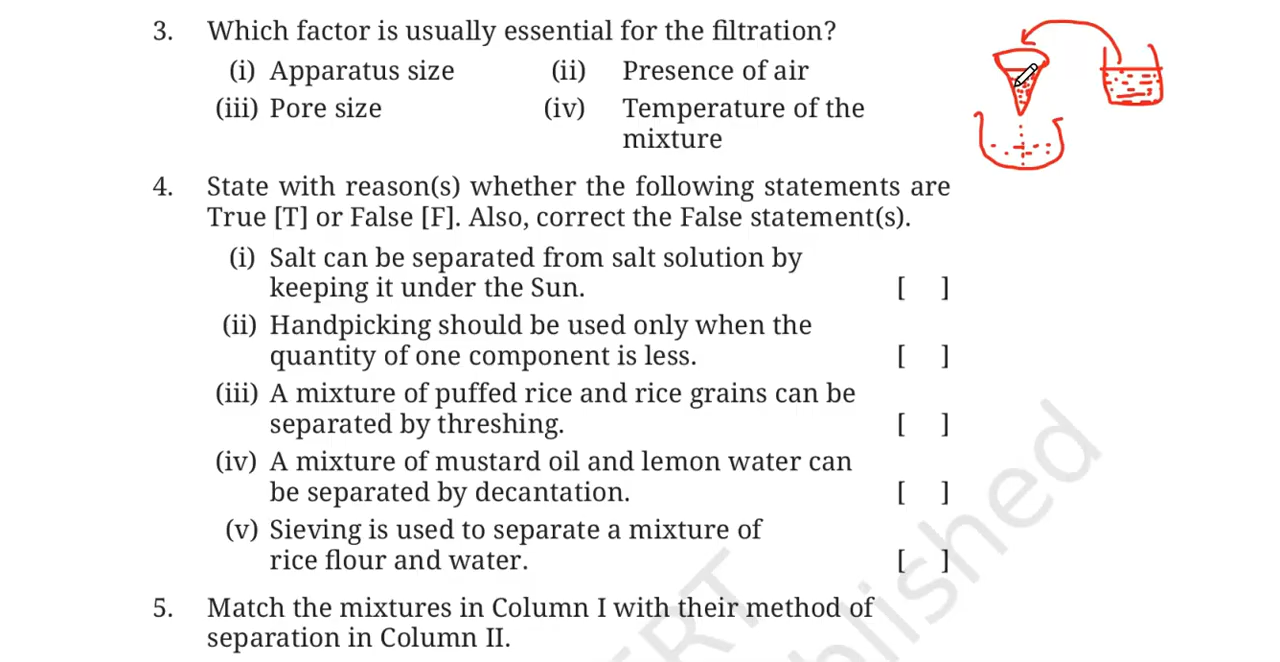 3. Which factor is usually essential for the filtration?
(i) Apparatus size (ii) Presence of air
(iii) Pore size (iv) Temperature of the
mixture
4. State with reason(s) whether the following statements are
True [T] or False [F]. Also, correct the False statement(s).
(i) Salt can be separated from salt solution by
keeping it under the Sun. [ ]
(ii) Handpicking should be used only when the
quantity of one component is less. [ ]
(iii) A mixture of puffed rice and rice grains can be
separated by threshing. [ ]
(iv) A mixture of mustard oil and lemon water can
be separated by decantation. [ ]
(v) Sieving is used to separate a mixture of
rice flour and water. [ ]
5. Match the mixtures in Column I with their method of
separation in Column II.